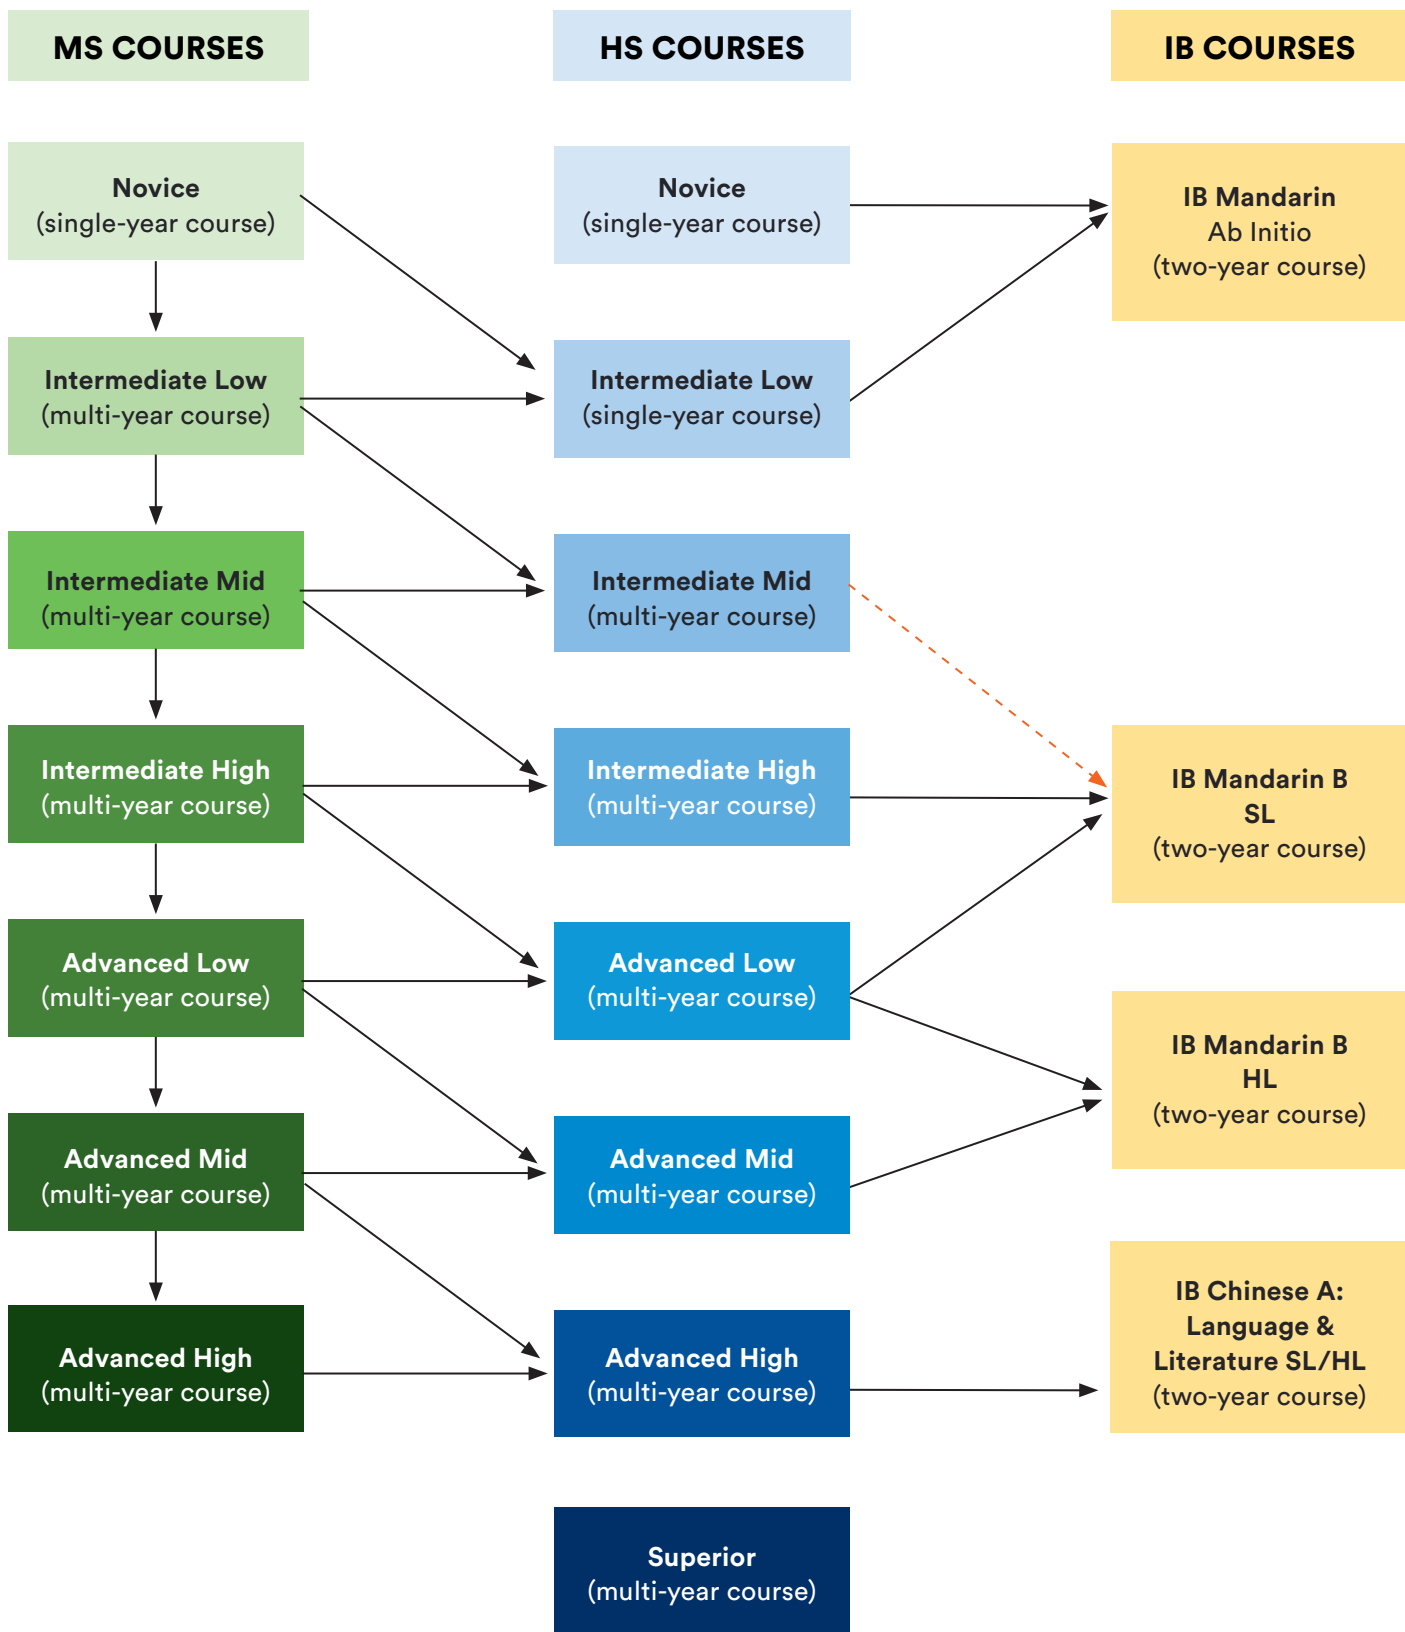 MS COURSES
HS COURSES
IB COURSES
Novice
(single-year course)
Novice
(single-year course)
IB Mandarin
Ab Initio
(two-year course)
Intermediate Low
(multi-year course)
Intermediate Low
(single-year course)
Intermediate Mid
(multi-year course)
Intermediate Mid
(multi-year course)
Intermediate High
(multi-year course)
Intermediate High
(multi-year course)
IB Mandarin B
SL
(two-year course)
Advanced Low
(multi-year course)
Advanced Low
(multi-year course)
IB Mandarin B
HL
(two-year course)
Advanced Mid
(multi-year course)
Advanced Mid
(multi-year course)
Advanced High
(multi-year course)
Advanced High
(multi-year course)
IB Chinese A:
Language &
Literature SL/HL
(two-year course)
Superior
(multi-year course)